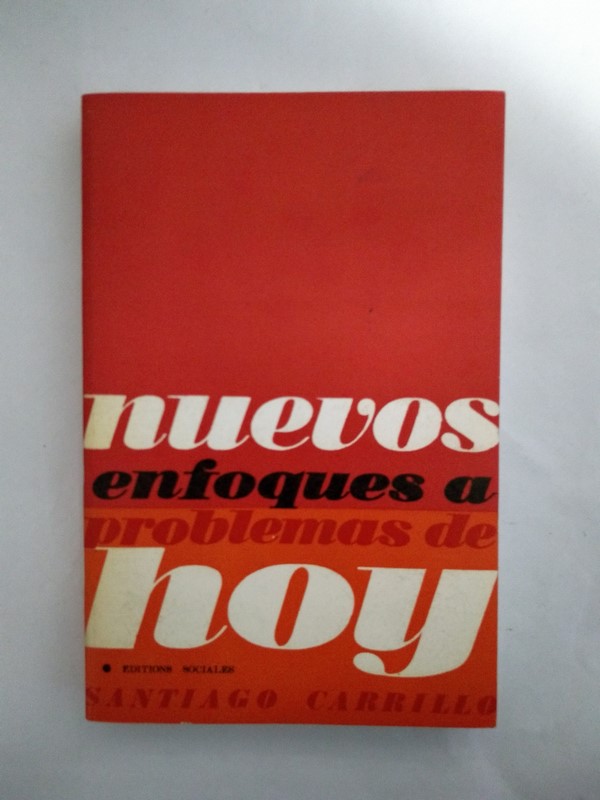 nuevos
enfoques a
problemas de
hoy
EDITIONS SOCIALES
SANTIAGO CARRILLO